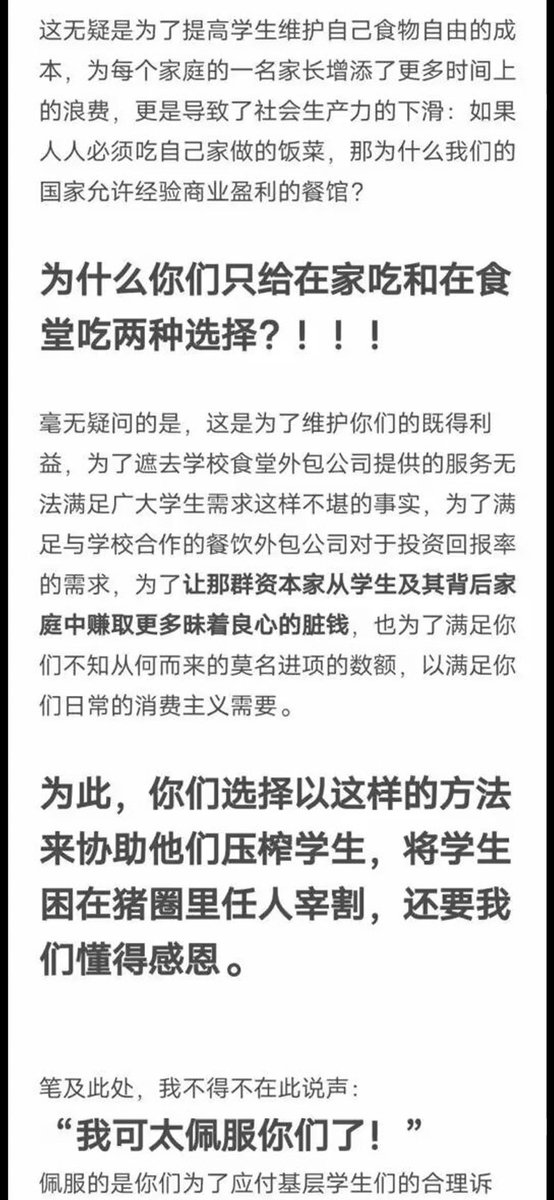 这无疑是为了提高学生维护自己食物自由的成
本，为每个家庭的一名家长增添了更多时间上
的浪费，更是导致了社会生产力的下滑：如果
人人必须吃自己家做的饭菜，那为什么我们的
国家允许经验商业盈利的餐馆？
为什么你们只给在家吃和在食
堂吃两种选择？！！！
毫无疑问的是，这是为了维护你们的既得利
益，为了遮去学校食堂外包公司提供的服务无
法满足广大学生需求这样不堪的事实，为了满
足与学校合作的餐饮外包公司对于投资回报率
的需求，为了让那群资本家从学生及其背后家
庭中赚取更多昧着良心的脏钱，也为了满足你
们不知从何而来的莫名进项的数额，以满足你
们日常的消费主义需要。
为此，你们选择以这样的方法
来协助他们压榨学生，将学生
困在猪圈里任人宰割，还要我
们懂得感恩。
笔及此处，我不得不在此说声：
“我可太佩服你们了！”
佩服的是你们为了应付基层学生们的合理诉